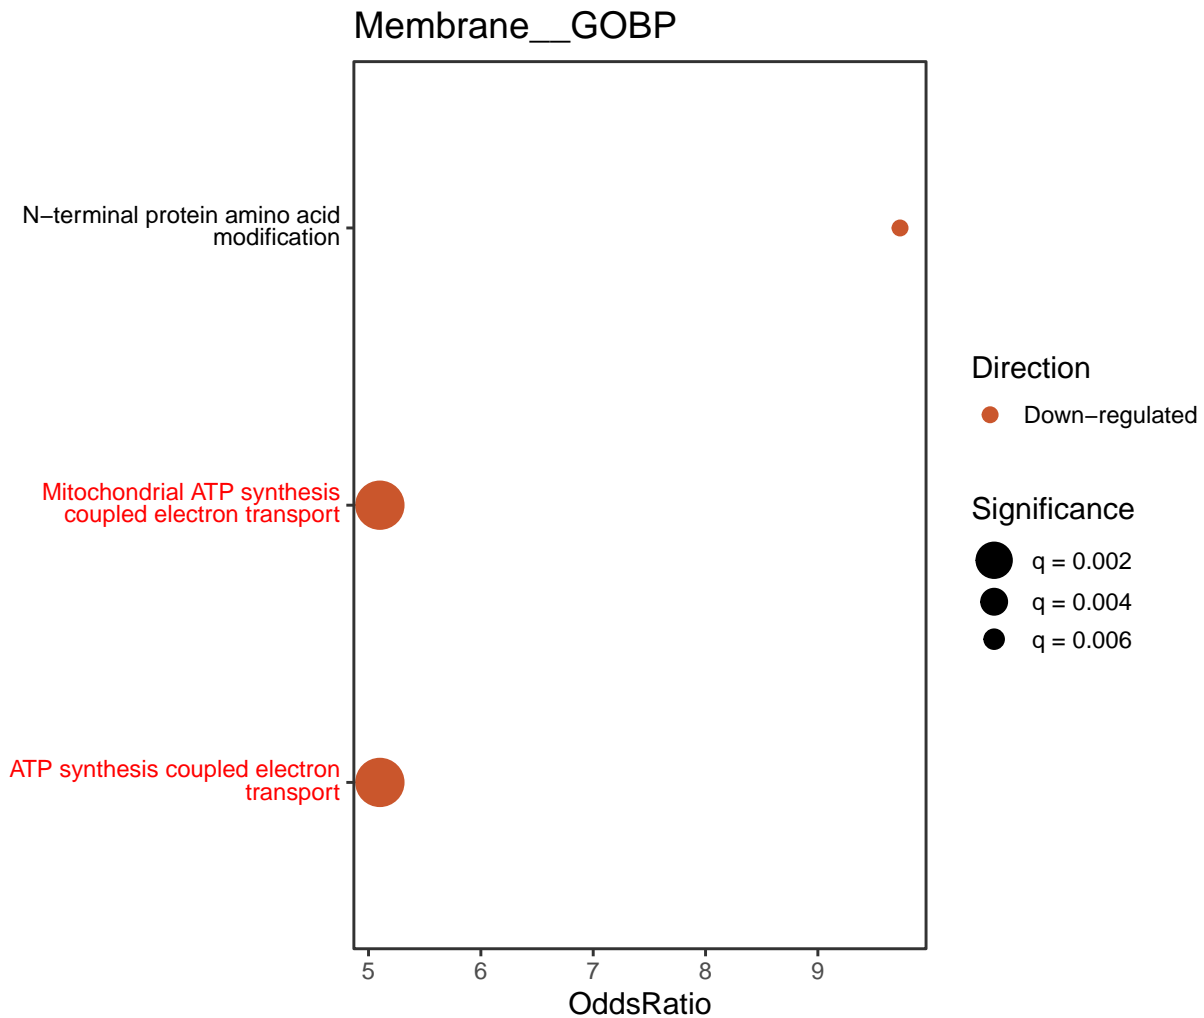 Membrane__GOBP
N−terminal protein amino acid
modification
Mitochondrial ATP synthesis
coupled electron transport
ATP synthesis coupled electron
transport
5 6 7 8 9
OddsRatio
Direction
Down−regulated
Significance
q = 0.002
q = 0.004
q = 0.006